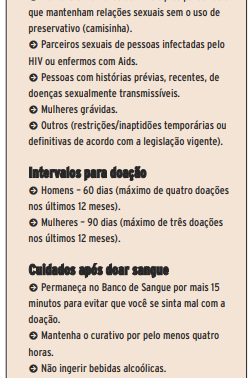 que mantenham relações sexuais sem o uso de
preservativo (camisinha).
➲ Parceiros sexuais de pessoas infectadas pelo
HIV ou enfermos com Aids.
➲ Pessoas com histórias prévias, recentes, de
doenças sexualmente transmissíveis.
➲ Mulheres grávidas.
➲ Outros (restrições/inaptidões temporárias ou
definitivas de acordo com a legislação vigente).
Intervalos para doação
➲ Homens – 60 dias (máximo de quatro doações
nos últimos 12 meses).
➲ Mulheres – 90 dias (máximo de três doações
nos últimos 12 meses).
Cuidados após doar sangue
➲ Permaneça no Banco de Sangue por mais 15
minutos para evitar que você se sinta mal com a
doação.
➲ Mantenha o curativo por pelo menos quatro
horas.
➲ Não ingerir bebidas alcoólicas.